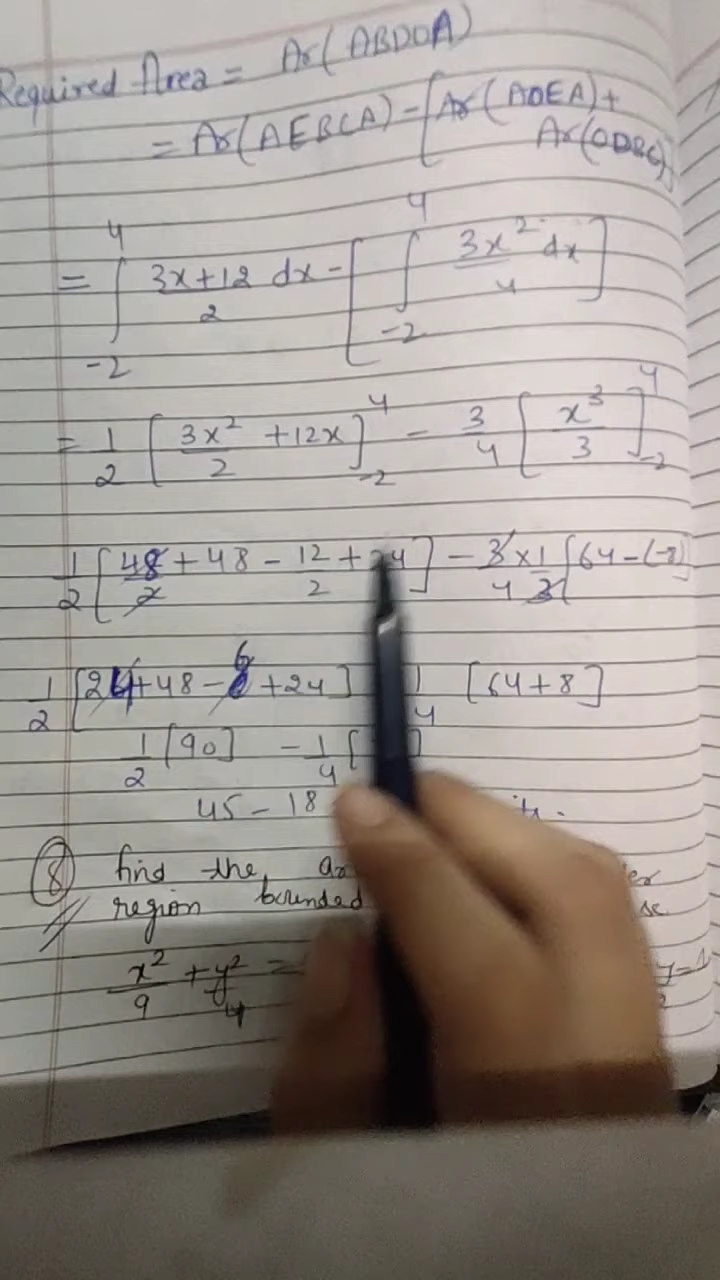 Required Area = Ar(ABDOA)
= Ar(AEBCA) - [Ar(AOEA) +
Ar(ODBC)]
= ∫_{-2}^{4} (3x+12)/2 dx - [∫_{-2}^{4} 3x²/4 dx]
= 1/2 [3x²/2 + 12x]_{-2}^{4} - 3/4 [x³/3]_{-2}^{4}
1/2 [48/2 + 48 - 12/2 + 24] - 3/4 × 1/3 [64 - (-8)]
1/2 [24 + 48 - 6 + 24] 1/4 [64 + 8]
1/2 [90] - 1/4 [
45 - 18
8 find the
region bounded
x²/9 + y²/4 =